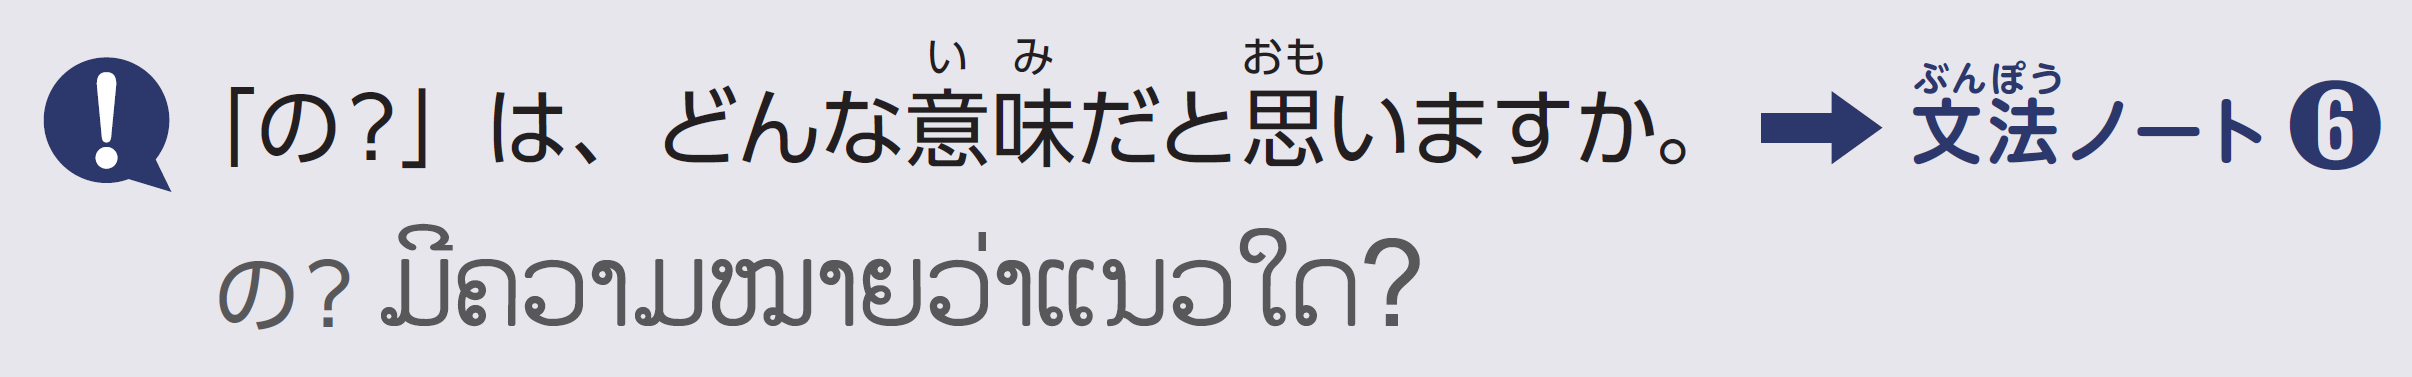 「の?」は、どんな意味だと思いますか。 ➡ 文法ノート ❻
い み おも ぶんぽう
の? ມີຄວາມໝາຍວ່າແນວໃດ?